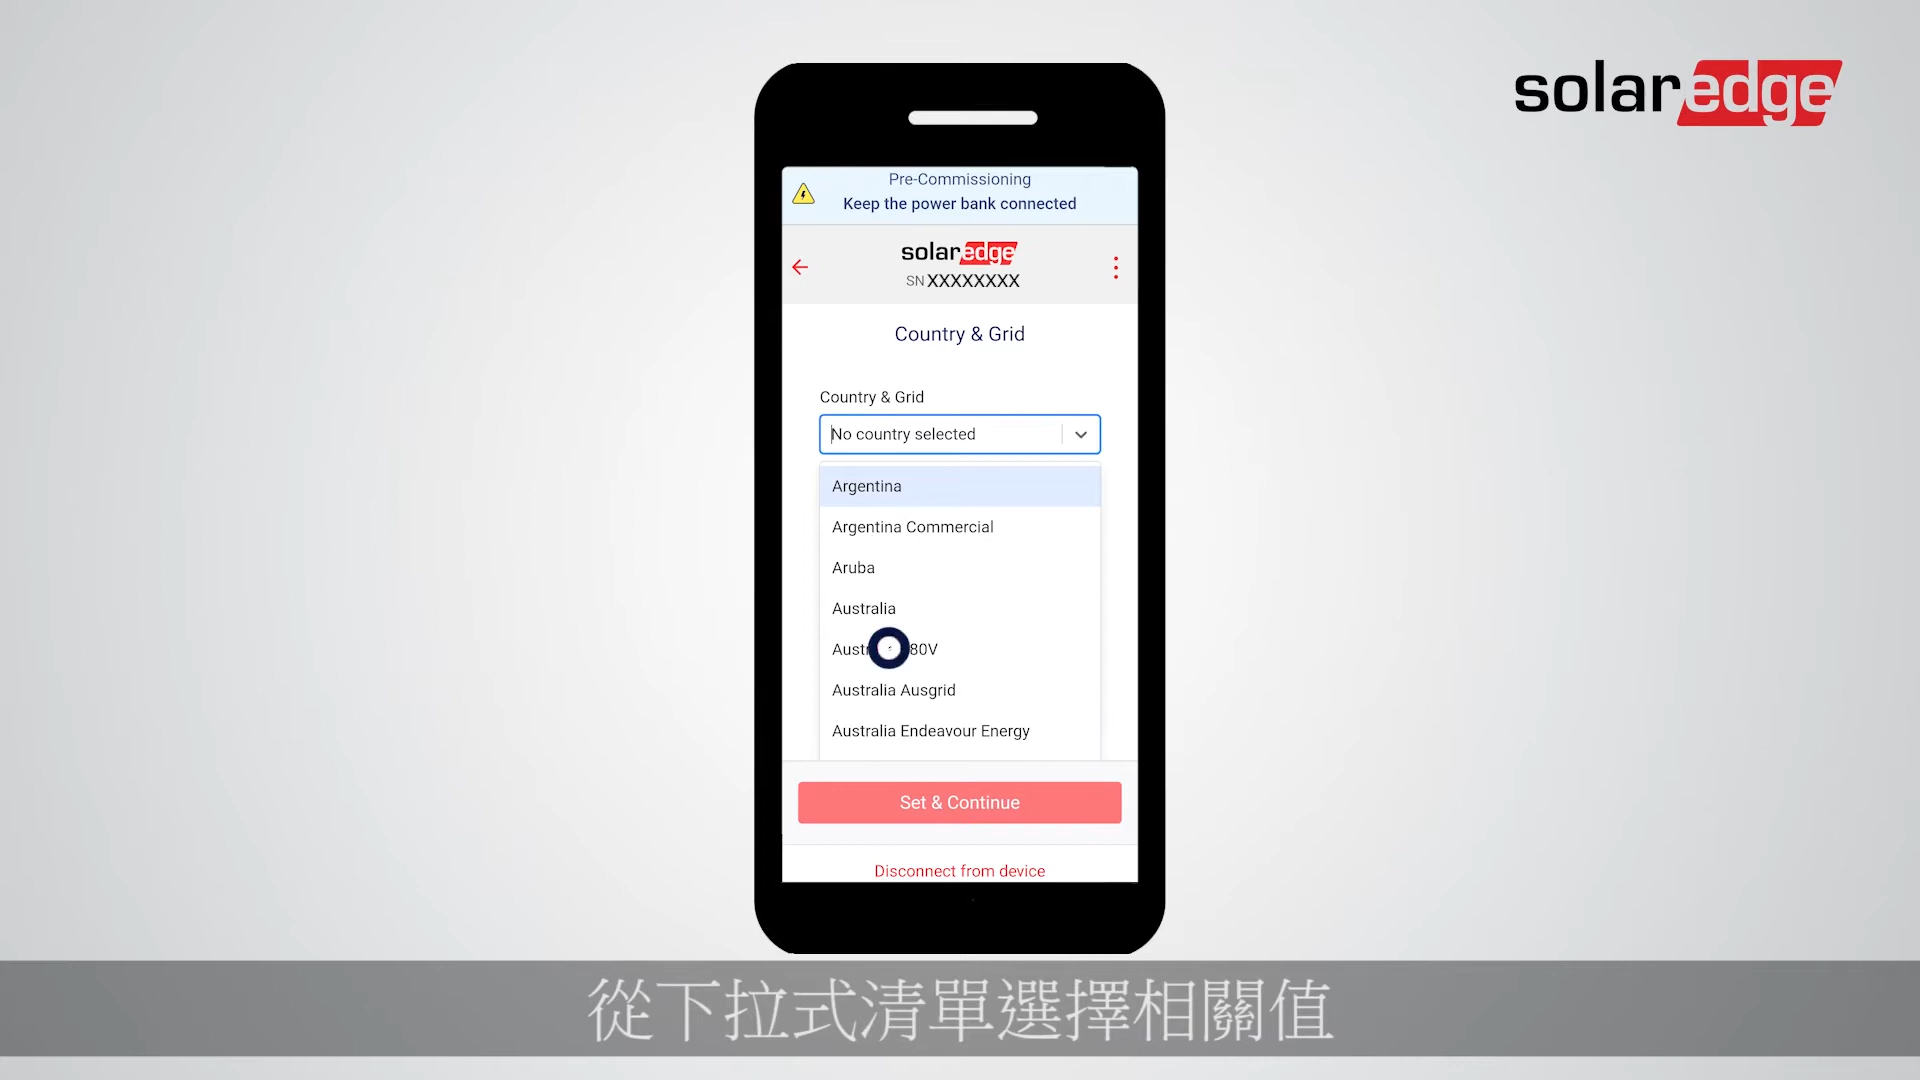 solaredge
Pre-Commissioning
Keep the power bank connected
solaredge
SN XXXXXXXX
Country & Grid
Country & Grid
No country selected
Argentina
Argentina Commercial
Aruba
Australia
80V
Australia Ausgrid
Australia Endeavour Energy
Set & Continue
Disconnect from device
從下拉式清單選擇相關值